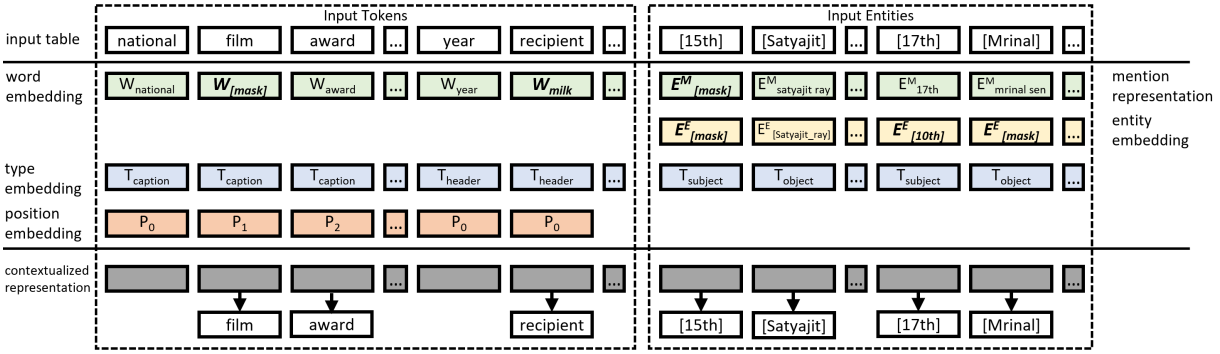 Input Tokens Input Entities
input table national film award ... year recipient ... [15th] [Satyajit] ... [17th] [Mrinal] ...
word embedding W_national W_[mask] W_award ... W_year W_milk ... E^M_[mask] E^M_satyajit ray ... E^M_17th E^M_mrinal sen ... mention representation
E^E_[mask] E^E_[Satyajit_ray] ... E^E_[10th] E^E_[mask] ... entity embedding
type embedding T_caption T_caption T_caption ... T_header T_header ... T_subject T_object ... T_subject T_object ...
position embedding P_0 P_1 P_2 ... P_0 P_0
contextualized representation ... ... ... ...
film award recipient [15th] [Satyajit] [17th] [Mrinal]